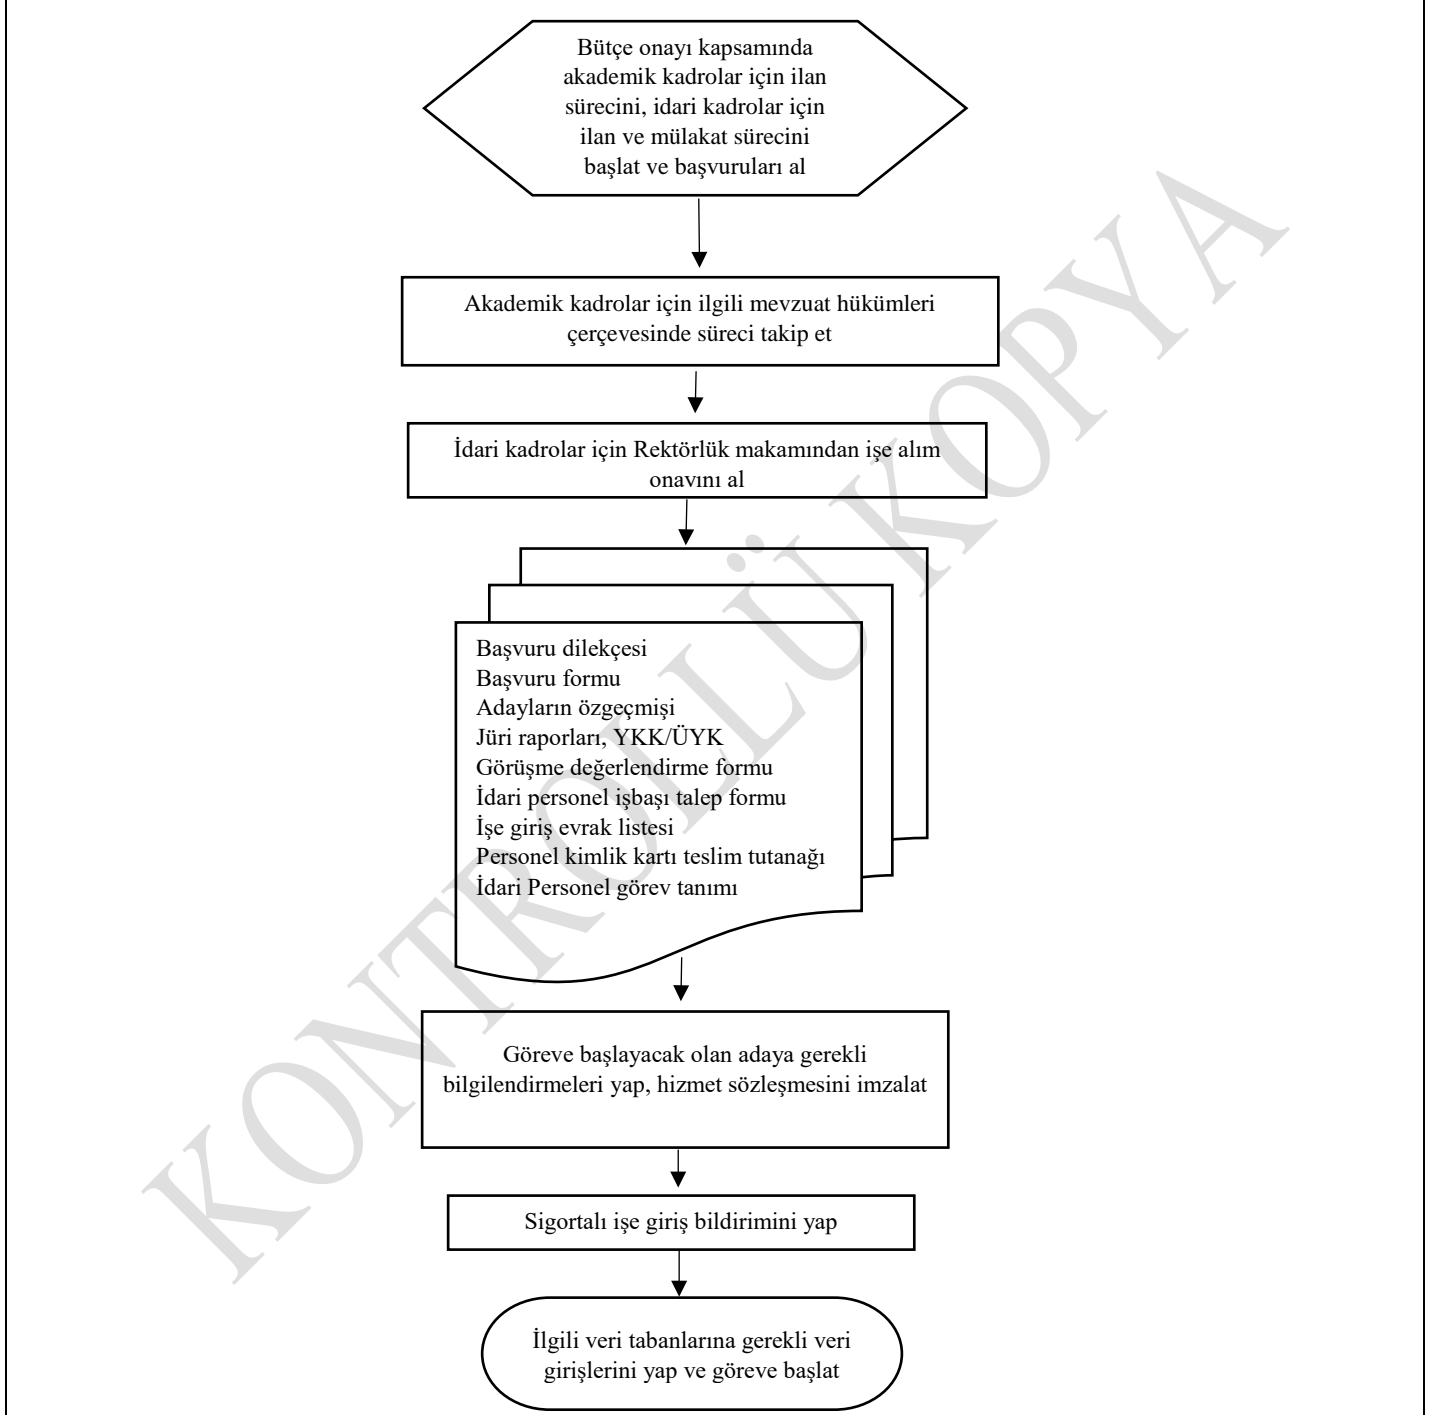 Bütçe onayı kapsamında
akademik kadrolar için ilan
sürecini, idari kadrolar için
ilan ve mülakat sürecini
başlat ve başvuruları al
Akademik kadrolar için ilgili mevzuat hükümleri
çerçevesinde süreci takip et
İdari kadrolar için Rektörlük makamından işe alım
onavını al
Başvuru dilekçesi
Başvuru formu
Adayların özgeçmişi
Jüri raporları, YKK/ÜYK
Görüşme değerlendirme formu
İdari personel işbaşı talep formu
İşe giriş evrak listesi
Personel kimlik kartı teslim tutanağı
İdari Personel görev tanımı
Göreve başlayacak olan adaya gerekli
bilgilendirmeleri yap, hizmet sözleşmesini imzalat
Sigortalı işe giriş bildirimini yap
İlgili veri tabanlarına gerekli veri
girişlerini yap ve göreve başlat
KONTROLLÜ KOPYA